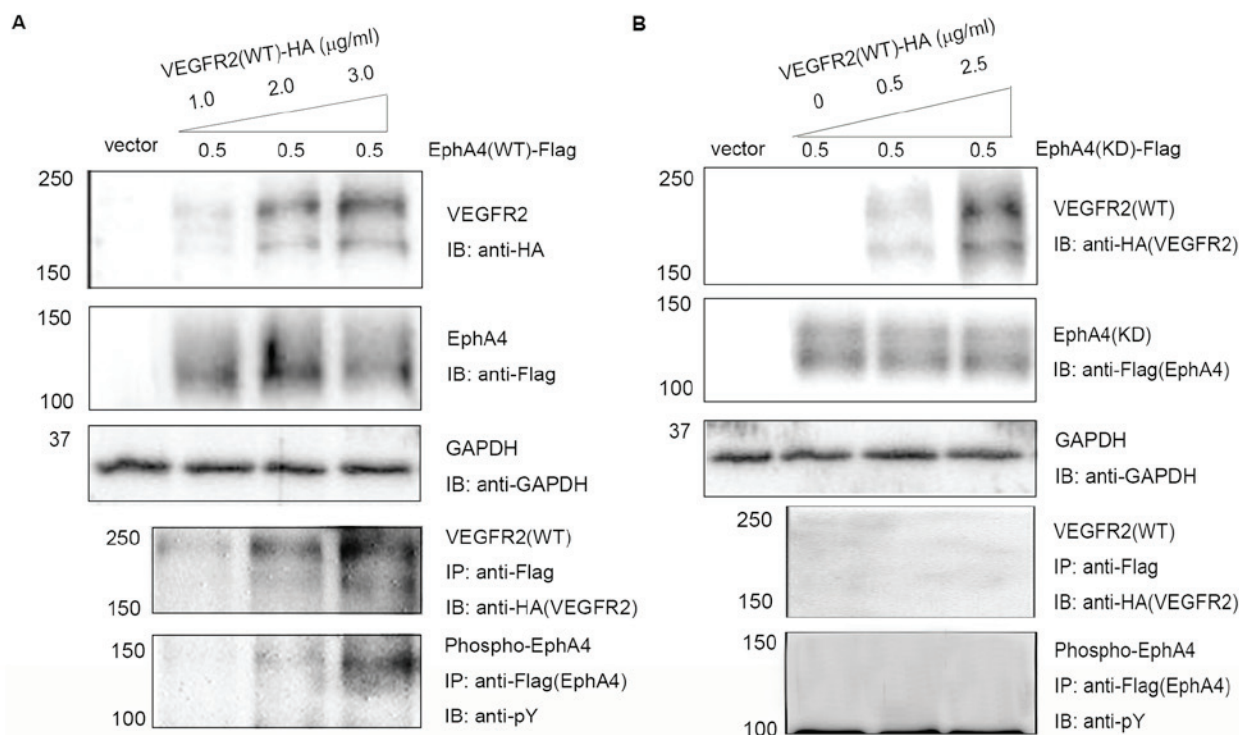 A
VEGFR2(WT)-HA (μg/ml)
1.0 2.0 3.0
vector 0.5 0.5 0.5 EphA4(WT)-Flag
250
VEGFR2
IB: anti-HA
150
150
EphA4
IB: anti-Flag
100
37
GAPDH
IB: anti-GAPDH
250
VEGFR2(WT)
IP: anti-Flag
IB: anti-HA(VEGFR2)
150
150
Phospho-EphA4
IP: anti-Flag(EphA4)
IB: anti-pY
100
B
VEGFR2(WT)-HA (μg/ml)
0 0.5 2.5
vector 0.5 0.5 0.5 EphA4(KD)-Flag
250
VEGFR2(WT)
IB: anti-HA(VEGFR2)
150
150
EphA4(KD)
IB: anti-Flag(EphA4)
100
37
GAPDH
IB: anti-GAPDH
250
VEGFR2(WT)
IP: anti-Flag
IB: anti-HA(VEGFR2)
150
150
Phospho-EphA4
IP: anti-Flag(EphA4)
IB: anti-pY
100